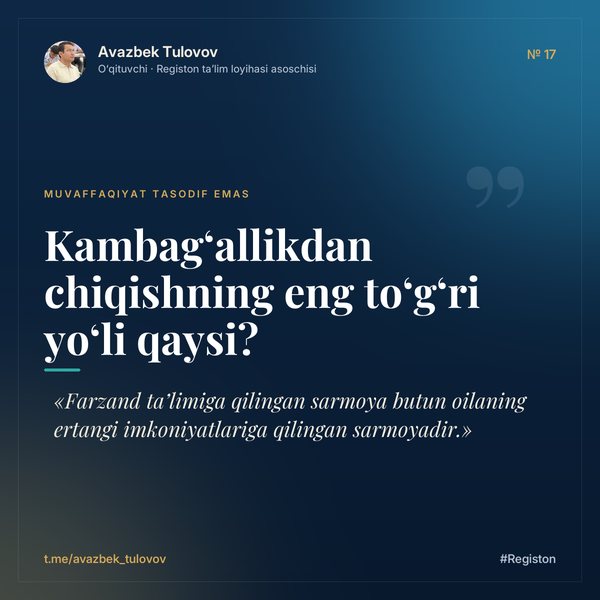 Avazbek Tulovov
O‘qituvchi · Registon ta’lim loyihasi asoschisi
№ 17
MUVAFFAQIYAT TASODIF EMAS
Kambag‘allikdan
chiqishning eng to‘g‘ri
yo‘li qaysi?
«Farzand ta’limiga qilingan sarmoya butun oilaning
ertangi imkoniyatlariga qilingan sarmoyadir.»
t.me/avazbek_tulovov
#Registon